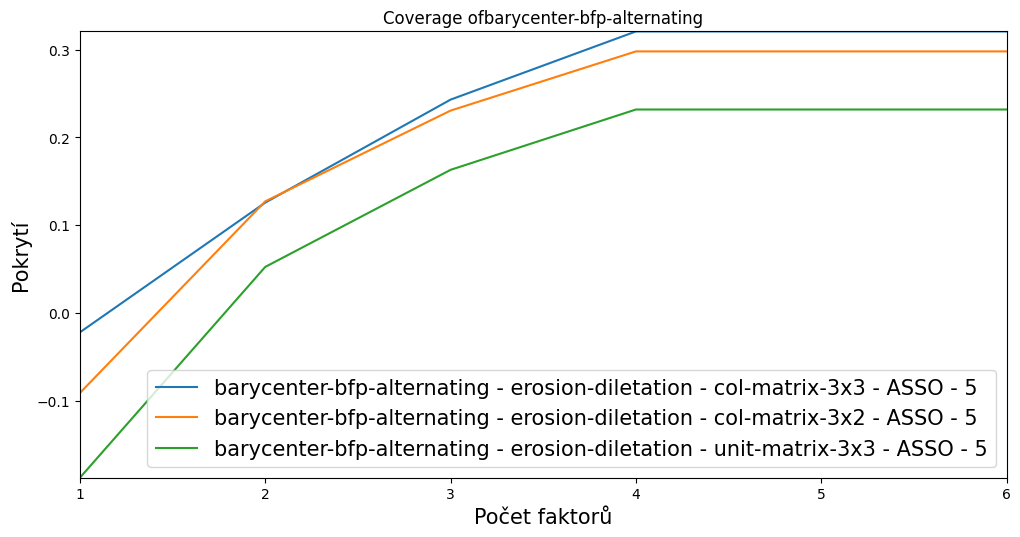 Coverage ofbarycenter-bfp-alternating
0.3
0.2
0.1
0.0
−0.1
Pokrytí
barycenter-bfp-alternating - erosion-diletation - col-matrix-3x3 - ASSO - 5
barycenter-bfp-alternating - erosion-diletation - col-matrix-3x2 - ASSO - 5
barycenter-bfp-alternating - erosion-diletation - unit-matrix-3x3 - ASSO - 5
1 2 3 4 5 6
Počet faktorů